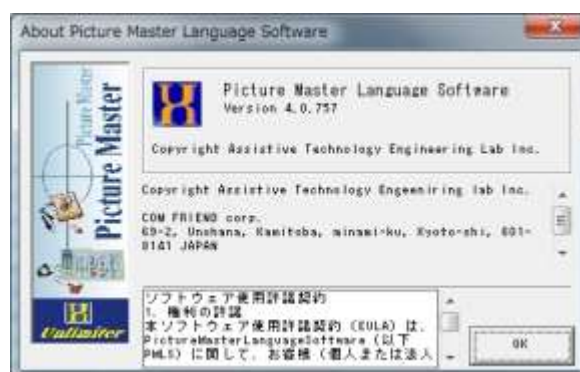 About Picture Master Language Software
Picture Master
Picture Master
Unlimiter
Picture Master Language Software
Version 4.0.757
Copyright Assistive Technology Engineering Lab Inc.
Copyright Assistive Technology Engeeniring lab Inc.
COM FRIEND corp.
69-2, Unohana, Kamitoba, minami-ku, Kyoto-shi, 601-
8141 JAPAN
ソフトウェア使用許諾契約
1. 権利の許諾
本ソフトウェア使用許諾契約 (EULA) は、
PictureMasterLanguageSoftware (以下
PMLS) に関して、お客様 (個人または法人
OK